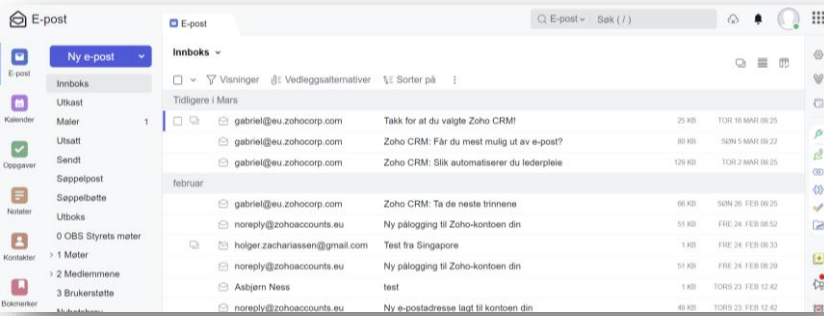 E-post
E-post
E-post
Søk ( / )
E-post
Kalender
Oppgaver
Notater
Kontakter
Bokmerker
Ny e-post
Innboks
Utkast
Maler 1
Utsatt
Sendt
Søppelpost
Søppelbøtte
Utboks
0 OBS Styrets møter
1 Møter
2 Medlemmene
3 Brukerstøtte
Innboks
Visninger Vedleggsalternativer Sorter på
Tidligere i Mars
gabriel@eu.zohocorp.com Takk for at du valgte Zoho CRM! 25 KB
gabriel@eu.zohocorp.com Zoho CRM: Får du mest mulig ut av e-post? 80 KB SØN 5 MAR 09:22
gabriel@eu.zohocorp.com Zoho CRM: Slik automatiserer du lederpleie 129 KB TOR 2 MAR 09:25
februar
gabriel@eu.zohocorp.com Zoho CRM: Ta de neste trinnene 66 KB SØN 26 FEB 09:25
noreply@zohoaccounts.eu Ny pålogging til Zoho-kontoen din 51 KB FRE 24 FEB 08:52
holger.zachariassen@gmail.com Test fra Singapore 1 KB FRE 24 FEB 08:33
noreply@zohoaccounts.eu Ny pålogging til Zoho-kontoen din 51 KB FRE 24 FEB 08:29
Asbjørn Ness test 1 KB TORS 23 FEB 12:42
noreply@zohoaccounts.eu Ny e-postadresse lagt til kontoen din 49 KB TORS 23 FEB 12:42